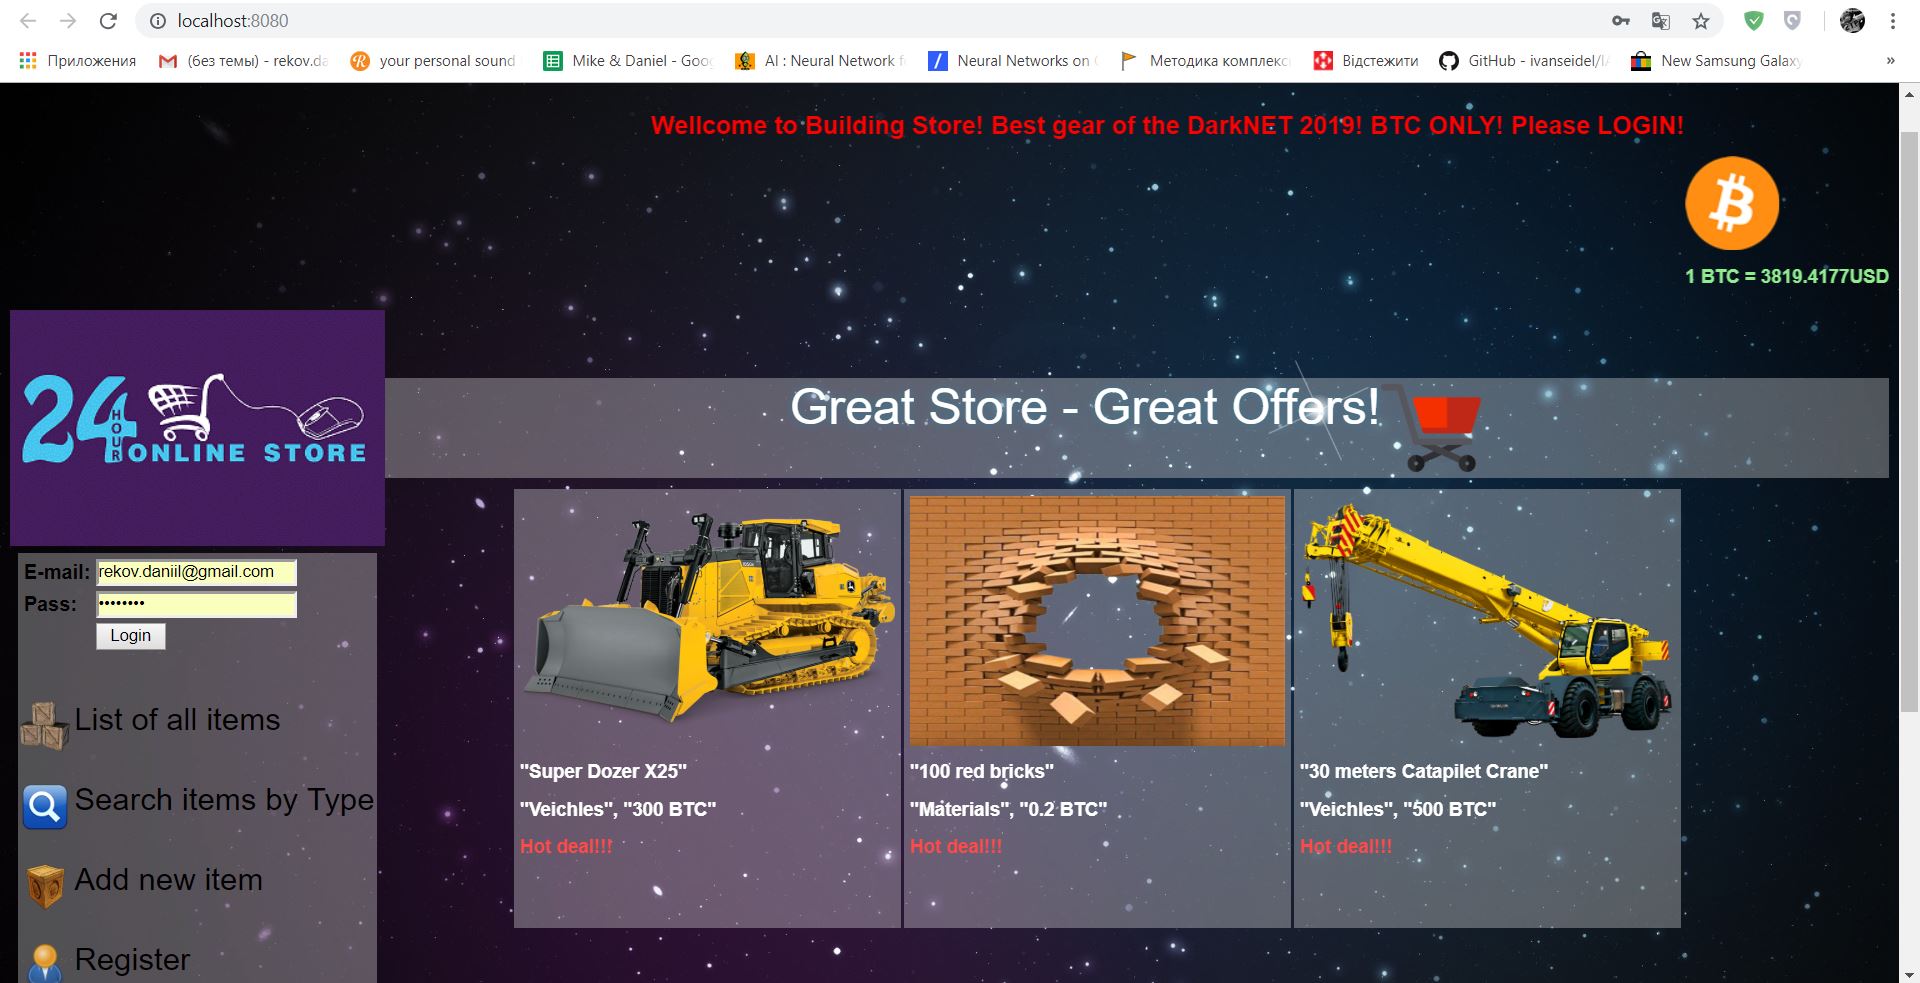 localhost:8080
Приложения
(без темы) - rekov.da
your personal sound
Mike & Daniel - Goog
AI : Neural Network f
Neural Networks on
Методика комплекс
Відстежити
GitHub - ivanseidel/IA
New Samsung Galaxy
»
Wellcome to Building Store! Best gear of the DarkNET 2019! BTC ONLY! Please LOGIN!
1 BTC = 3819.4177USD
24 HOUR ONLINE STORE
Great Store - Great Offers!
E-mail: rekov.daniil@gmail.com
Pass: ••••••••
Login
List of all items
Search items by Type
Add new item
Register
"Super Dozer X25"
"Veichles", "300 BTC"
Hot deal!!!
"100 red bricks"
"Materials", "0.2 BTC"
Hot deal!!!
"30 meters Catapilet Crane"
"Veichles", "500 BTC"
Hot deal!!!